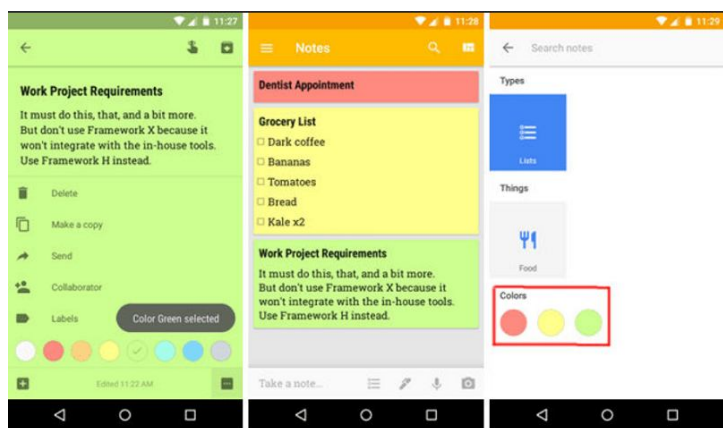 11:27
Work Project Requirements
It must do this, that, and a bit more.
But don't use Framework X because it
won't integrate with the in-house tools.
Use Framework H instead.
Delete
Make a copy
Send
Collaborator
Labels
Color Green selected
Edited 11:22 AM
11:28
Notes
Dentist Appointment
Grocery List
Dark coffee
Bananas
Tomatoes
Bread
Kale x2
Work Project Requirements
It must do this, that, and a bit more.
But don't use Framework X because it
won't integrate with the in-house tools.
Use Framework H instead.
Take a note...
11:29
Search notes
Types
Lists
Things
Food
Colors